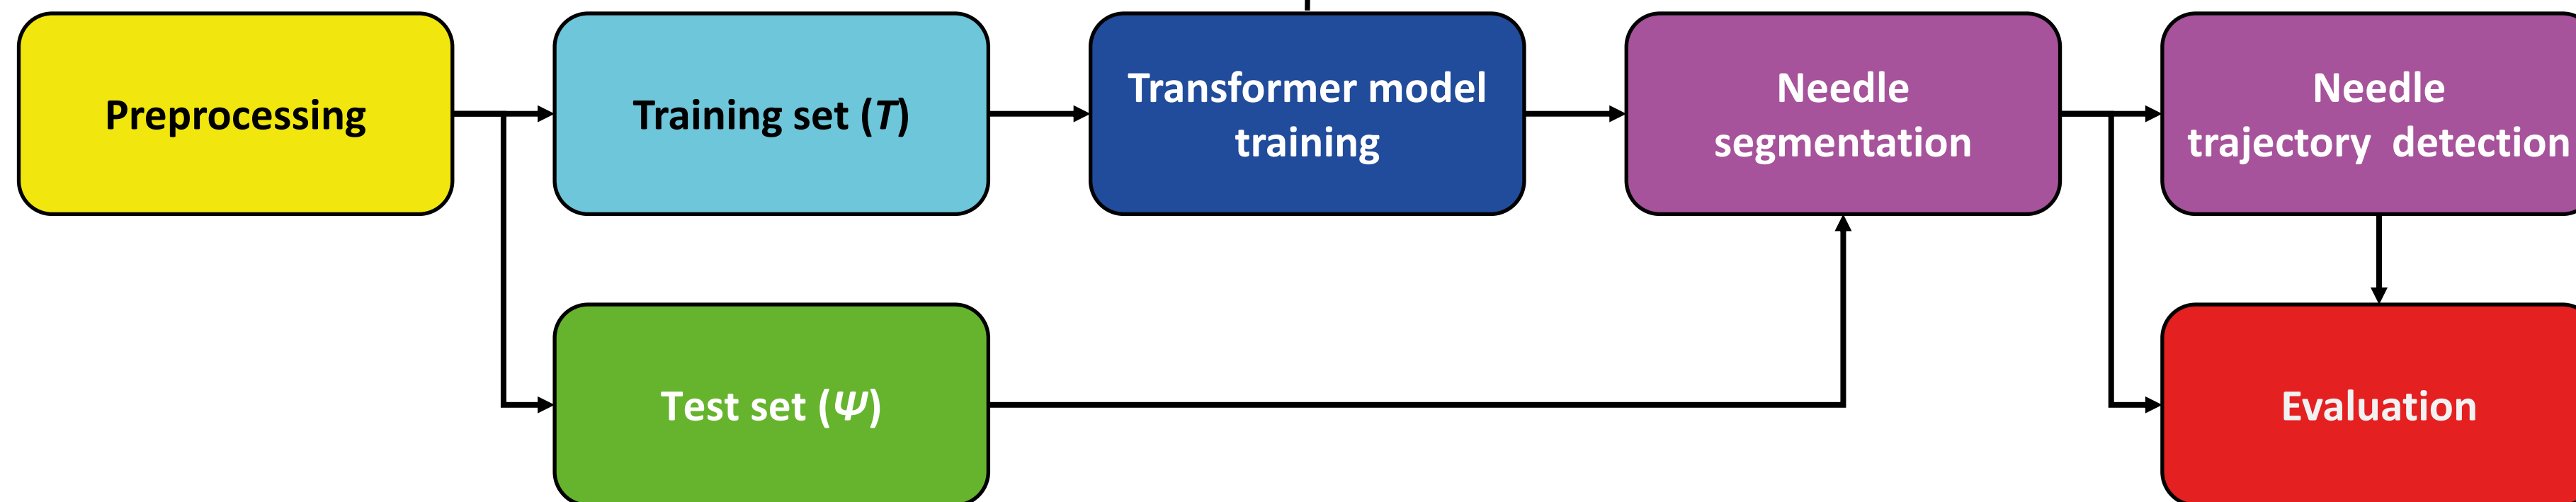 Preprocessing
Training set (T)
Transformer model
training
Needle
segmentation
Needle
trajectory detection
Test set (Ψ)
Evaluation